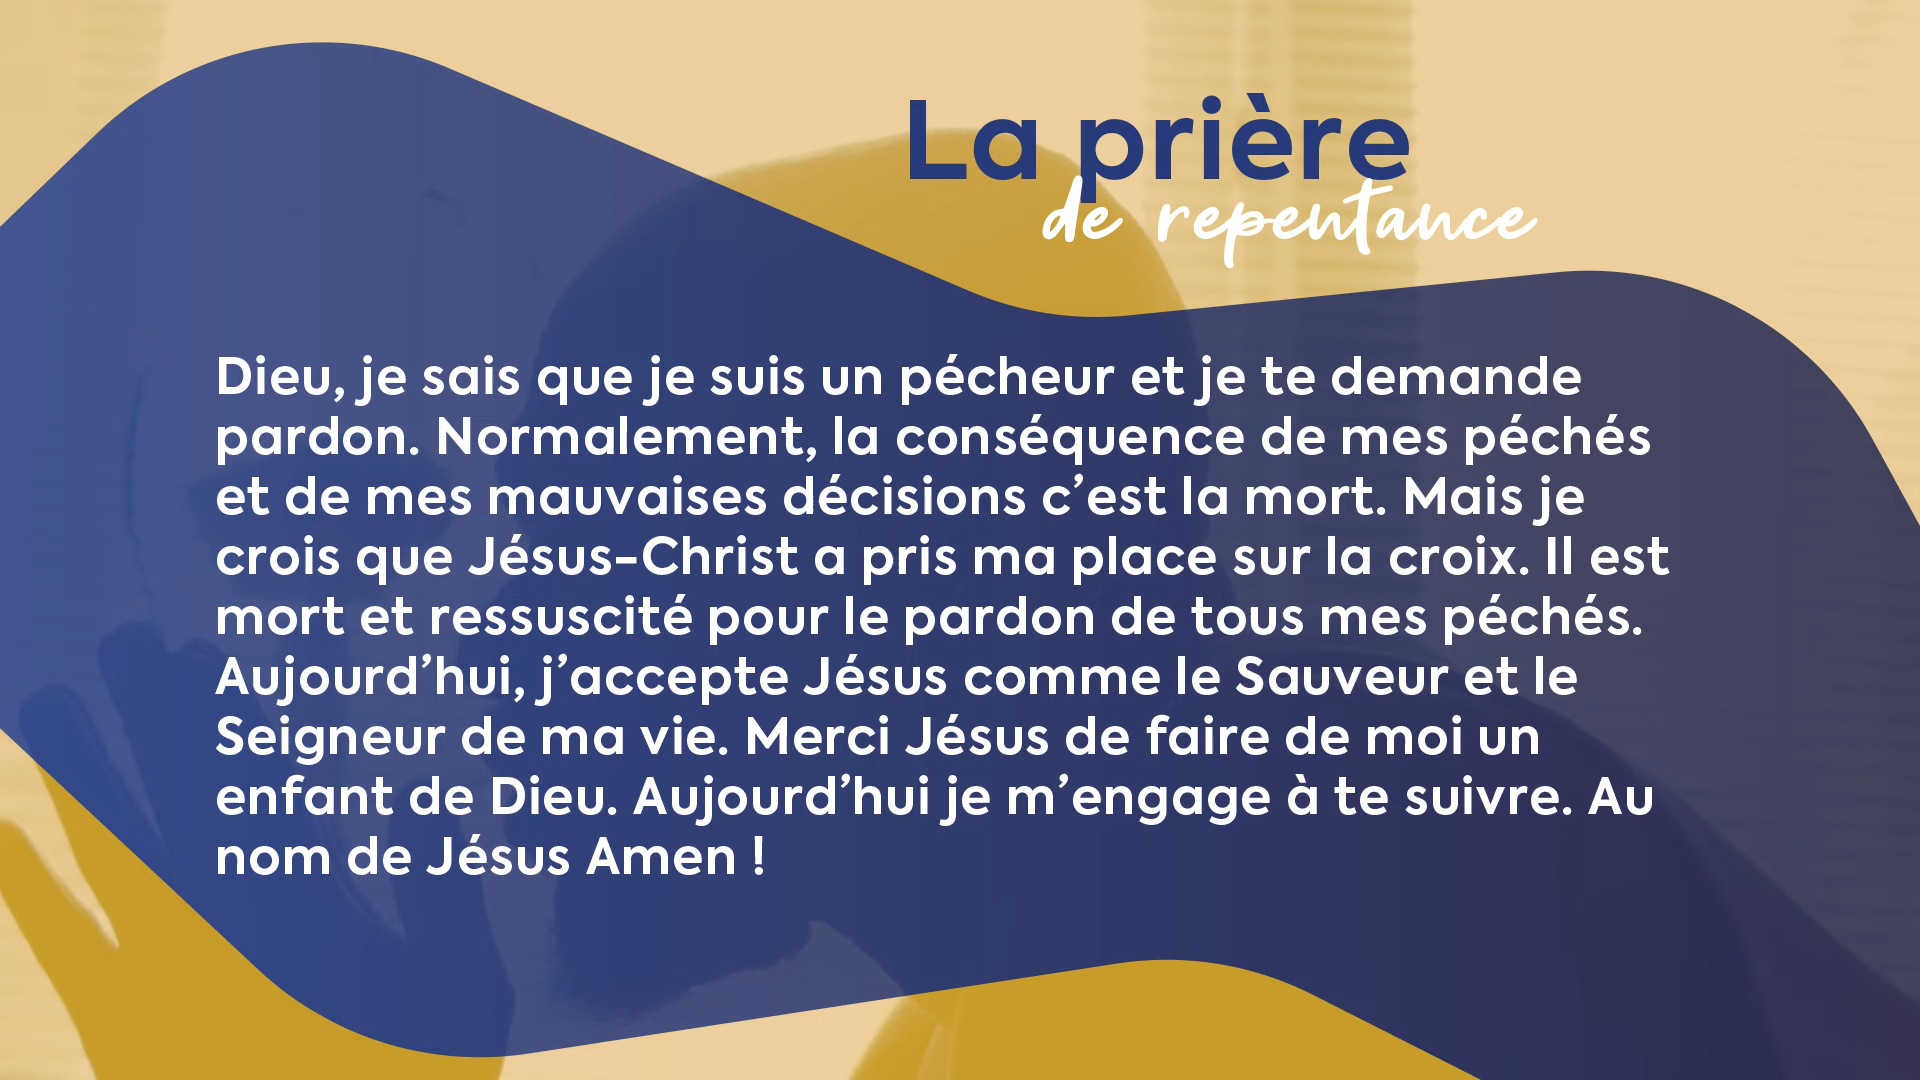 La prière
de repentance
Dieu, je sais que je suis un pécheur et je te demande
pardon. Normalement, la conséquence de mes péchés
et de mes mauvaises décisions c’est la mort. Mais je
crois que Jésus-Christ a pris ma place sur la croix. Il est
mort et ressuscité pour le pardon de tous mes péchés.
Aujourd’hui, j’accepte Jésus comme le Sauveur et le
Seigneur de ma vie. Merci Jésus de faire de moi un
enfant de Dieu. Aujourd’hui je m’engage à te suivre. Au
nom de Jésus Amen !